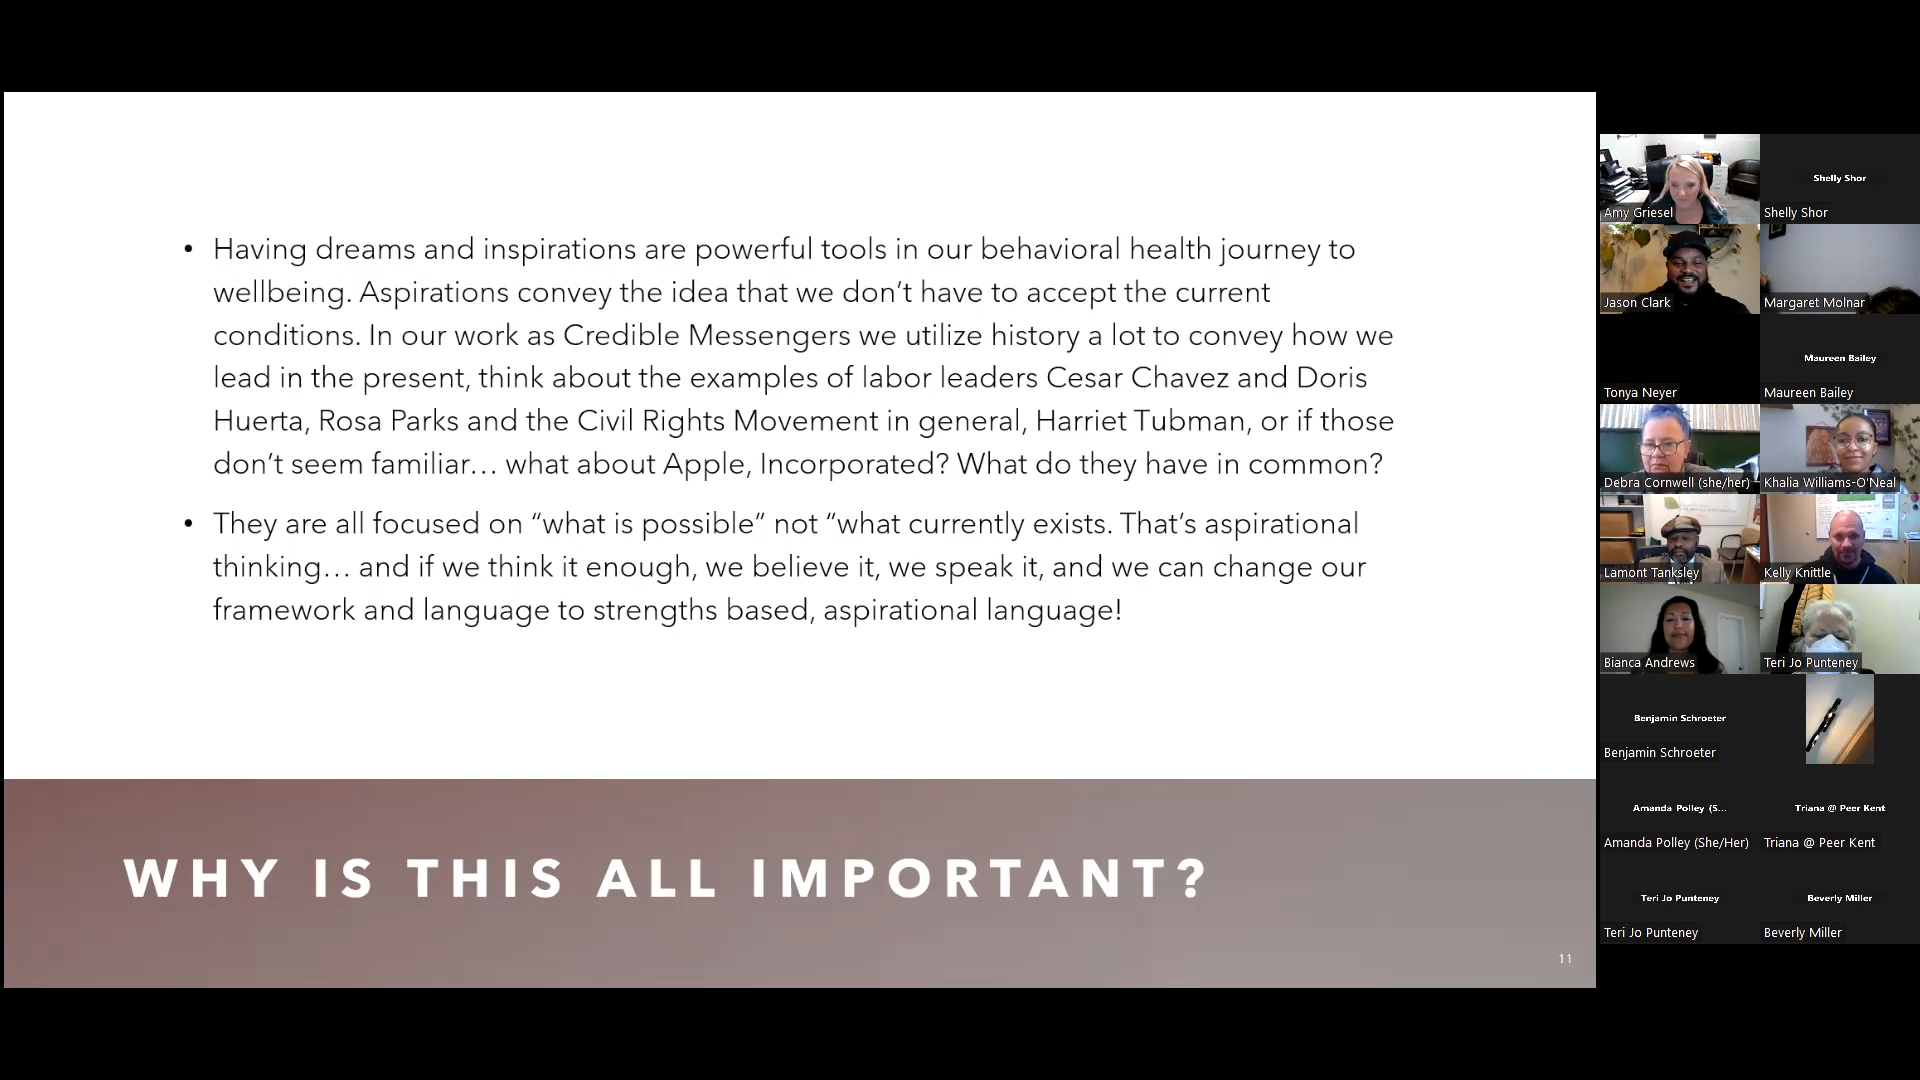 • Having dreams and inspirations are powerful tools in our behavioral health journey to
wellbeing. Aspirations convey the idea that we don’t have to accept the current
conditions. In our work as Credible Messengers we utilize history a lot to convey how we
lead in the present, think about the examples of labor leaders Cesar Chavez and Doris
Huerta, Rosa Parks and the Civil Rights Movement in general, Harriet Tubman, or if those
don’t seem familiar… what about Apple, Incorporated? What do they have in common?
• They are all focused on “what is possible” not “what currently exists. That’s aspirational
thinking… and if we think it enough, we believe it, we speak it, and we can change our
framework and language to strengths based, aspirational language!
WHY IS THIS ALL IMPORTANT?
11
Amy Griesel
Shelly Shor
Shelly Shor
Jason Clark
Margaret Molnar
Tonya Neyer
Maureen Bailey
Maureen Bailey
Debra Cornwell (she/her)
Khalia Williams-O'Neal
Lamont Tanksley
Kelly Knittle
Bianca Andrews
Teri Jo Punteney
Benjamin Schroeter
Benjamin Schroeter
Amanda Polley (S...
Amanda Polley (She/Her)
Triana @ Peer Kent
Triana @ Peer Kent
Teri Jo Punteney
Teri Jo Punteney
Beverly Miller
Beverly Miller